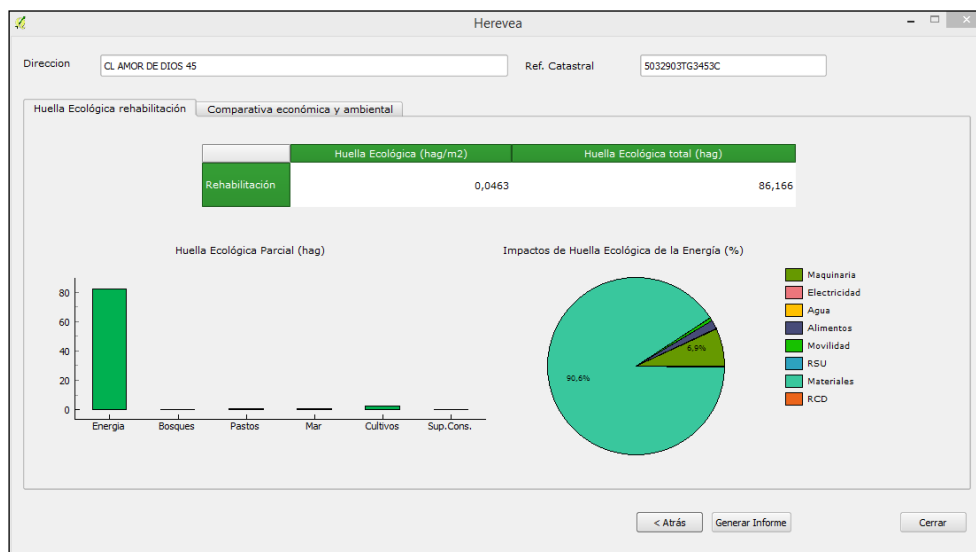 Herevea
Direccion CL AMOR DE DIOS 45 Ref. Catastral 5032903TG3453C
Huella Ecológica rehabilitación Comparativa económica y ambiental
Huella Ecológica (hag/m2) Huella Ecológica total (hag)
Rehabilitación 0,0463 86,166
Huella Ecológica Parcial (hag)
80
60
40
20
0
Energia Bosques Pastos Mar Cultivos Sup.Cons.
Impactos de Huella Ecológica de la Energía (%)
90,6%
6,9%
Maquinaria
Electricidad
Agua
Alimentos
Movilidad
RSU
Materiales
RCD
< Atrás Generar Informe Cerrar